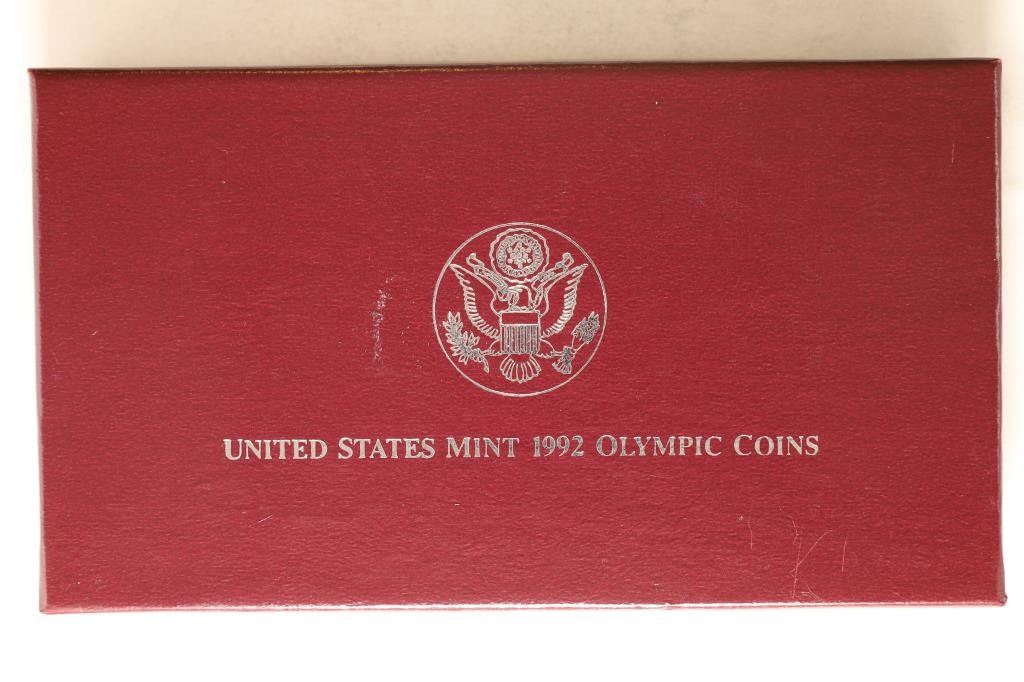 UNITED STATES MINT 1992 OLYMPIC COINS